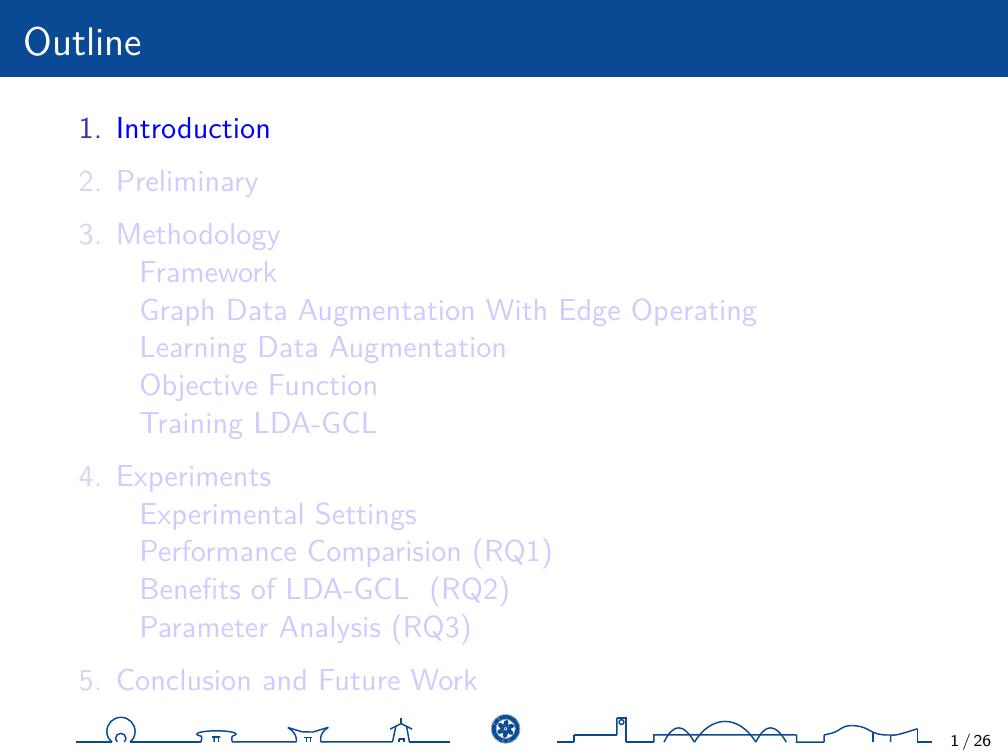 Outline
1. Introduction
2. Preliminary
3. Methodology
Framework
Graph Data Augmentation With Edge Operating
Learning Data Augmentation
Objective Function
Training LDA-GCL
4. Experiments
Experimental Settings
Performance Comparision (RQ1)
Benefits of LDA-GCL (RQ2)
Parameter Analysis (RQ3)
5. Conclusion and Future Work
1 / 26